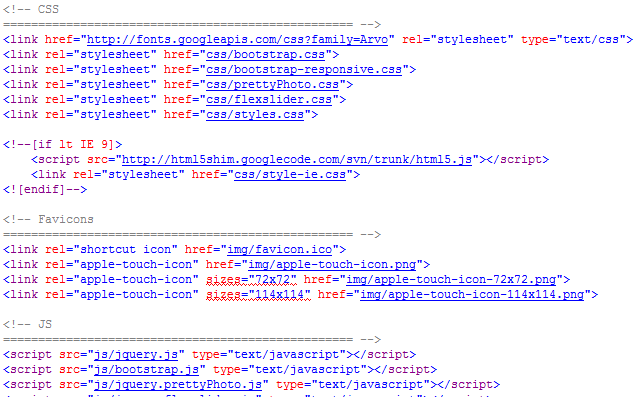 <!-- CSS
================================================== -->
<link href="http://fonts.googleapis.com/css?family=Arvo" rel="stylesheet" type="text/css">
<link rel="stylesheet" href="css/bootstrap.css">
<link rel="stylesheet" href="css/bootstrap-responsive.css">
<link rel="stylesheet" href="css/prettyPhoto.css">
<link rel="stylesheet" href="css/flexslider.css">
<link rel="stylesheet" href="css/styles.css">
<!--[if lt IE 9]>
    <script src="http://html5shim.googlecode.com/svn/trunk/html5.js"></script>
    <link rel="stylesheet" href="css/style-ie.css">
<![endif]-->
<!-- Favicons
================================================== -->
<link rel="shortcut icon" href="img/favicon.ico">
<link rel="apple-touch-icon" href="img/apple-touch-icon.png">
<link rel="apple-touch-icon" sizes="72x72" href="img/apple-touch-icon-72x72.png">
<link rel="apple-touch-icon" sizes="114x114" href="img/apple-touch-icon-114x114.png">
<!-- JS
================================================== -->
<script src="js/jquery.js" type="text/javascript"></script>
<script src="js/bootstrap.js" type="text/javascript"></script>
<script src="js/jquery.prettyPhoto.js" type="text/javascript"></script>